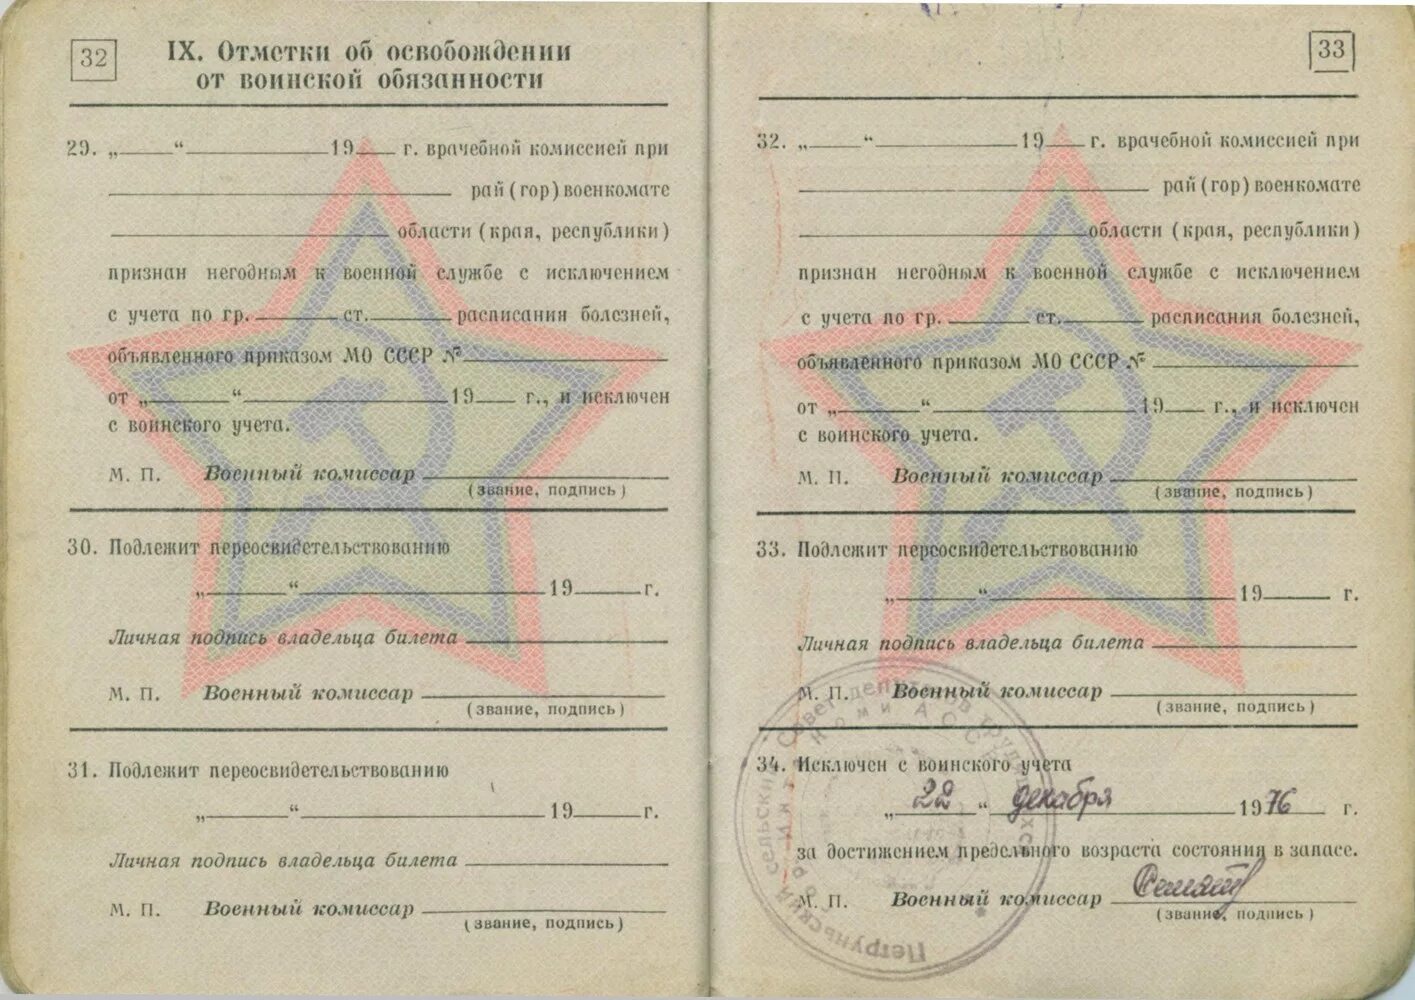 32
IX. Отметки об освобождении
от воинской обязанности
29. „ “ 19 г. врачебной комиссией при
рай (гор) военкомате
области (края, республики)
признан негодным к военной службе с исключением
с учета по гр. ст. расписания болезней,
объявленного приказом МО СССР №
от „ “ 19 г., и исключен
с воинского учета.
М. П. Военный комиссар
(звание, подпись)
30. Подлежит переосвидетельствованию
„ “ 19 г.
Личная подпись владельца билета
М. П. Военный комиссар
(звание, подпись)
31. Подлежит переосвидетельствованию
„ “ 19 г.
Личная подпись владельца билета
М. П. Военный комиссар
(звание, подпись)
33
32. „ “ 19 г. врачебной комиссией при
рай (гор) военкомате
области (края, республики)
признан негодным к военной службе с исключением
с учета по гр. ст. расписания болезней,
объявленного приказом МО СССР №
от „ “ 19 г., и исключен
с воинского учета.
М. П. Военный комиссар
(звание, подпись)
33. Подлежит переосвидетельствованию
„ “ 19 г.
Личная подпись владельца билета
М. П. Военный комиссар
(звание, подпись)
34. Исключен с воинского учета
„ 22 “ декабря 1976 г.
за достижением предельного возраста состояния в запасе.
М. П. Военный комиссар
(звание, подпись)
Петруньский сельский Совет депутатов
Коми АССР